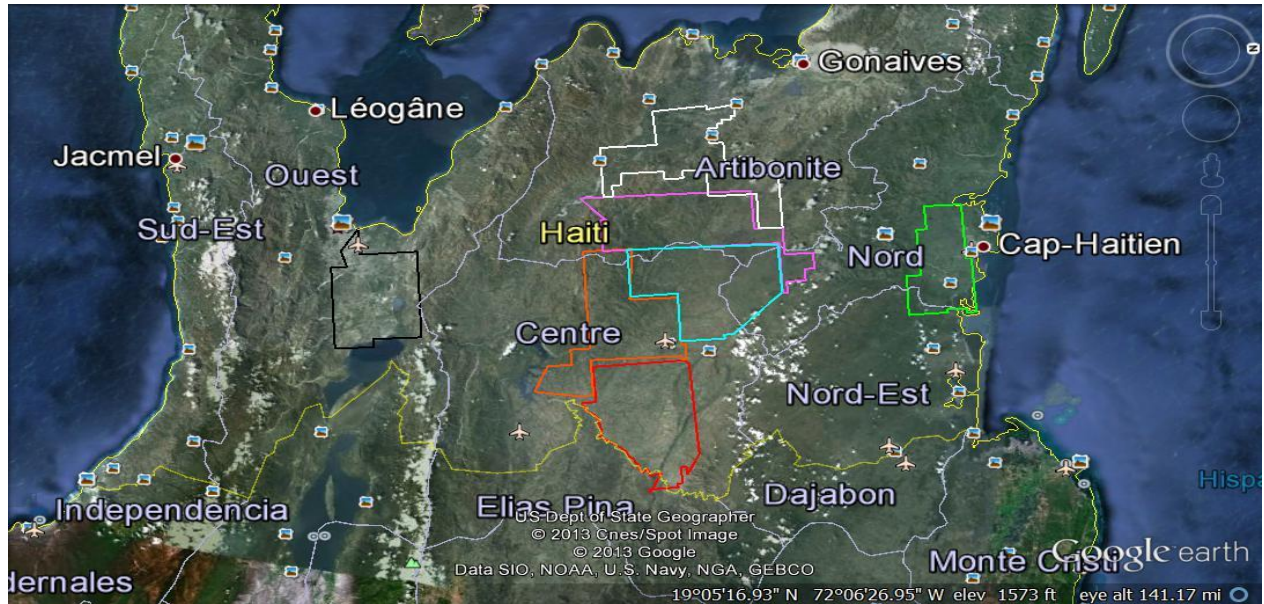 Gonaives
Léogâne
Jacmel
Artibonite
Ouest
Sud-Est
Haiti
Nord
Cap-Haitien
Centre
Nord-Est
Elias Pina
Dajabon
Independencia
US Dept of State Geographer
© 2013 Cnes/Spot Image
© 2013 Google
Data SIO, NOAA, U.S. Navy, NGA, GEBCO
Hispa
Monte Cristi
Google earth
dernales
19°05'16.93" N 72°06'26.95" W elev 1573 ft eye alt 141.17 mi
N